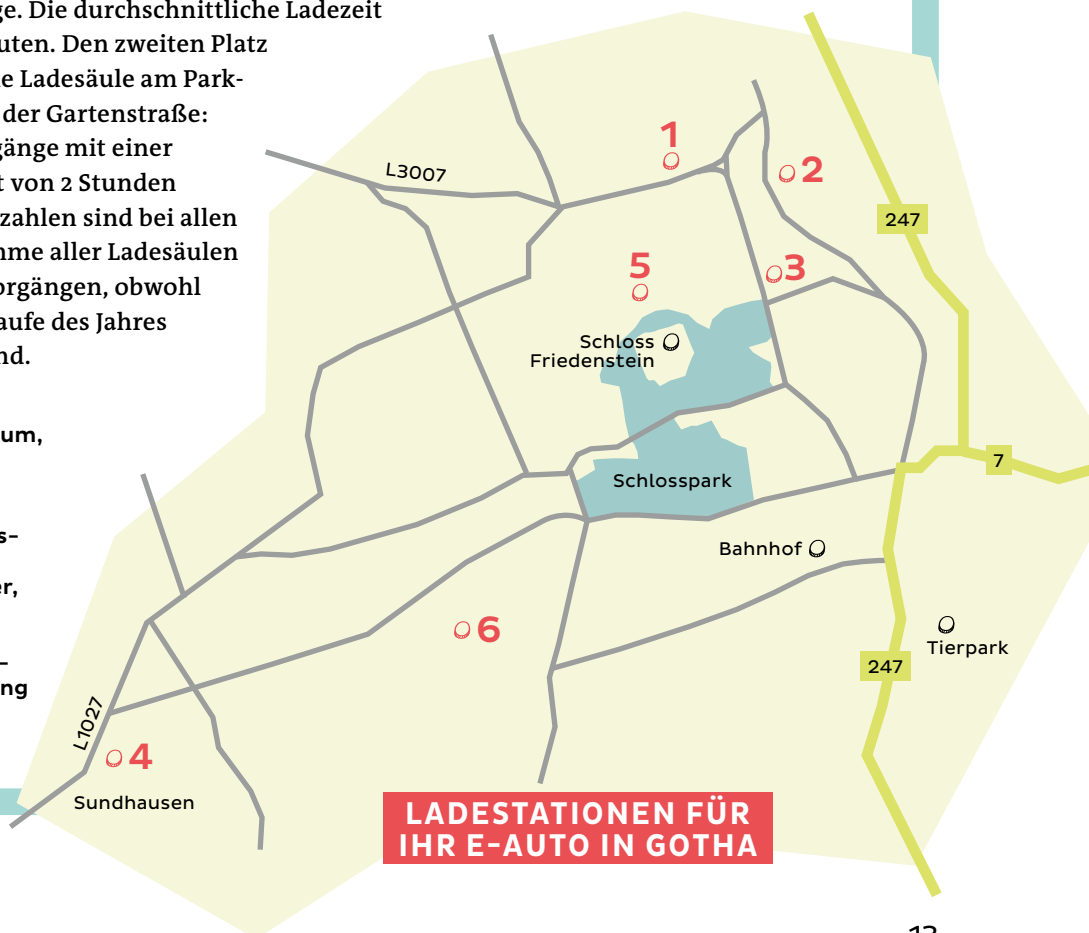 ge. Die durchschnittliche Ladezeit
uten. Den zweiten Platz
e Ladesäule am Park-
der Gartenstraße:
gänge mit einer
t von 2 Stunden
zahlen sind bei allen
mme aller Ladesäulen
orgängen, obwohl
aufe des Jahres
nd.
um,
s-
er,
–
ng
L3007
1
2
247
3
5
Schloss
Friedenstein
Schlosspark
7
Bahnhof
6
Tierpark
247
L1027
4
Sundhausen
LADESTATIONEN FÜR
IHR E-AUTO IN GOTHA